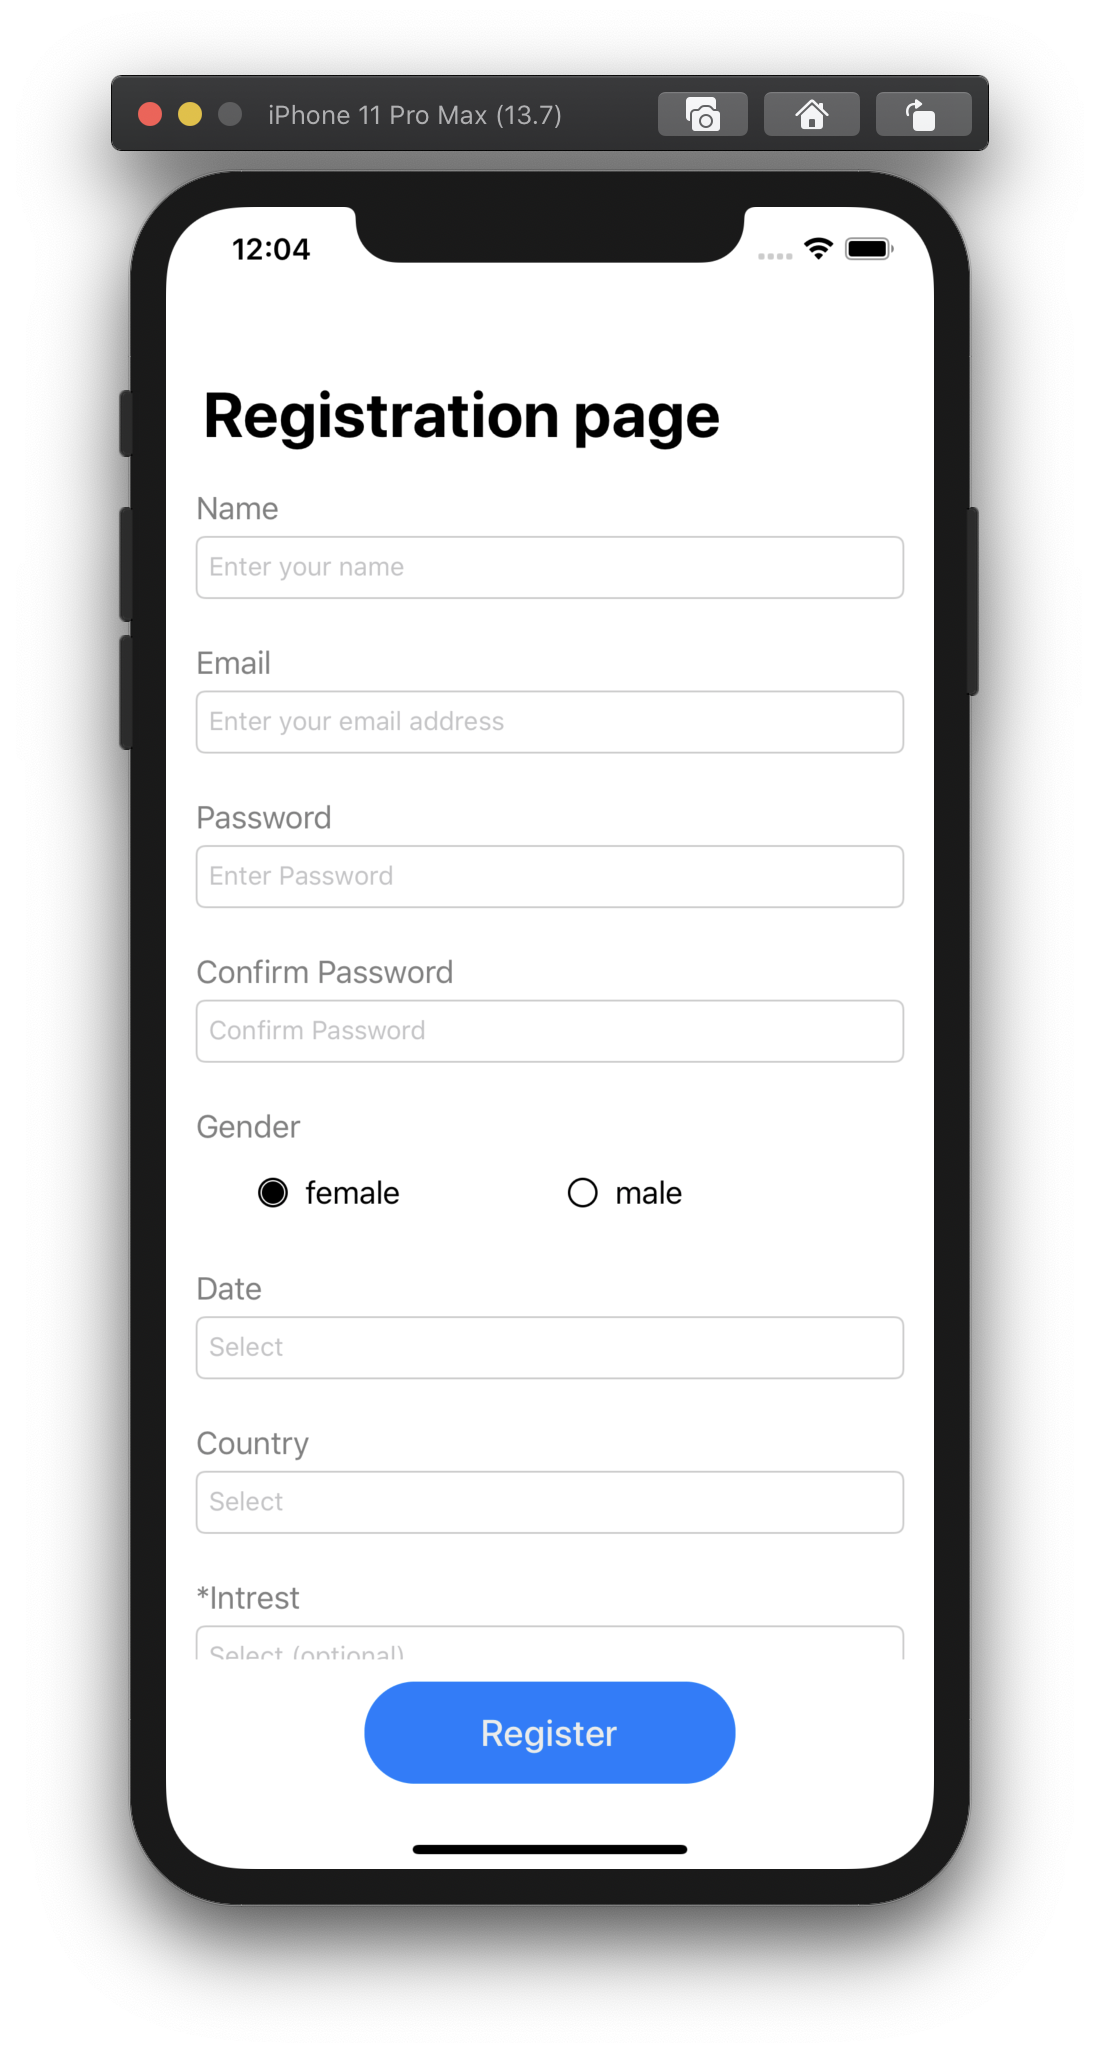 iPhone 11 Pro Max (13.7)
12:04
Registration page
Name
Enter your name
Email
Enter your email address
Password
Enter Password
Confirm Password
Confirm Password
Gender
female male
Date
Select
Country
Select
*Intrest
Select (optional)
Register